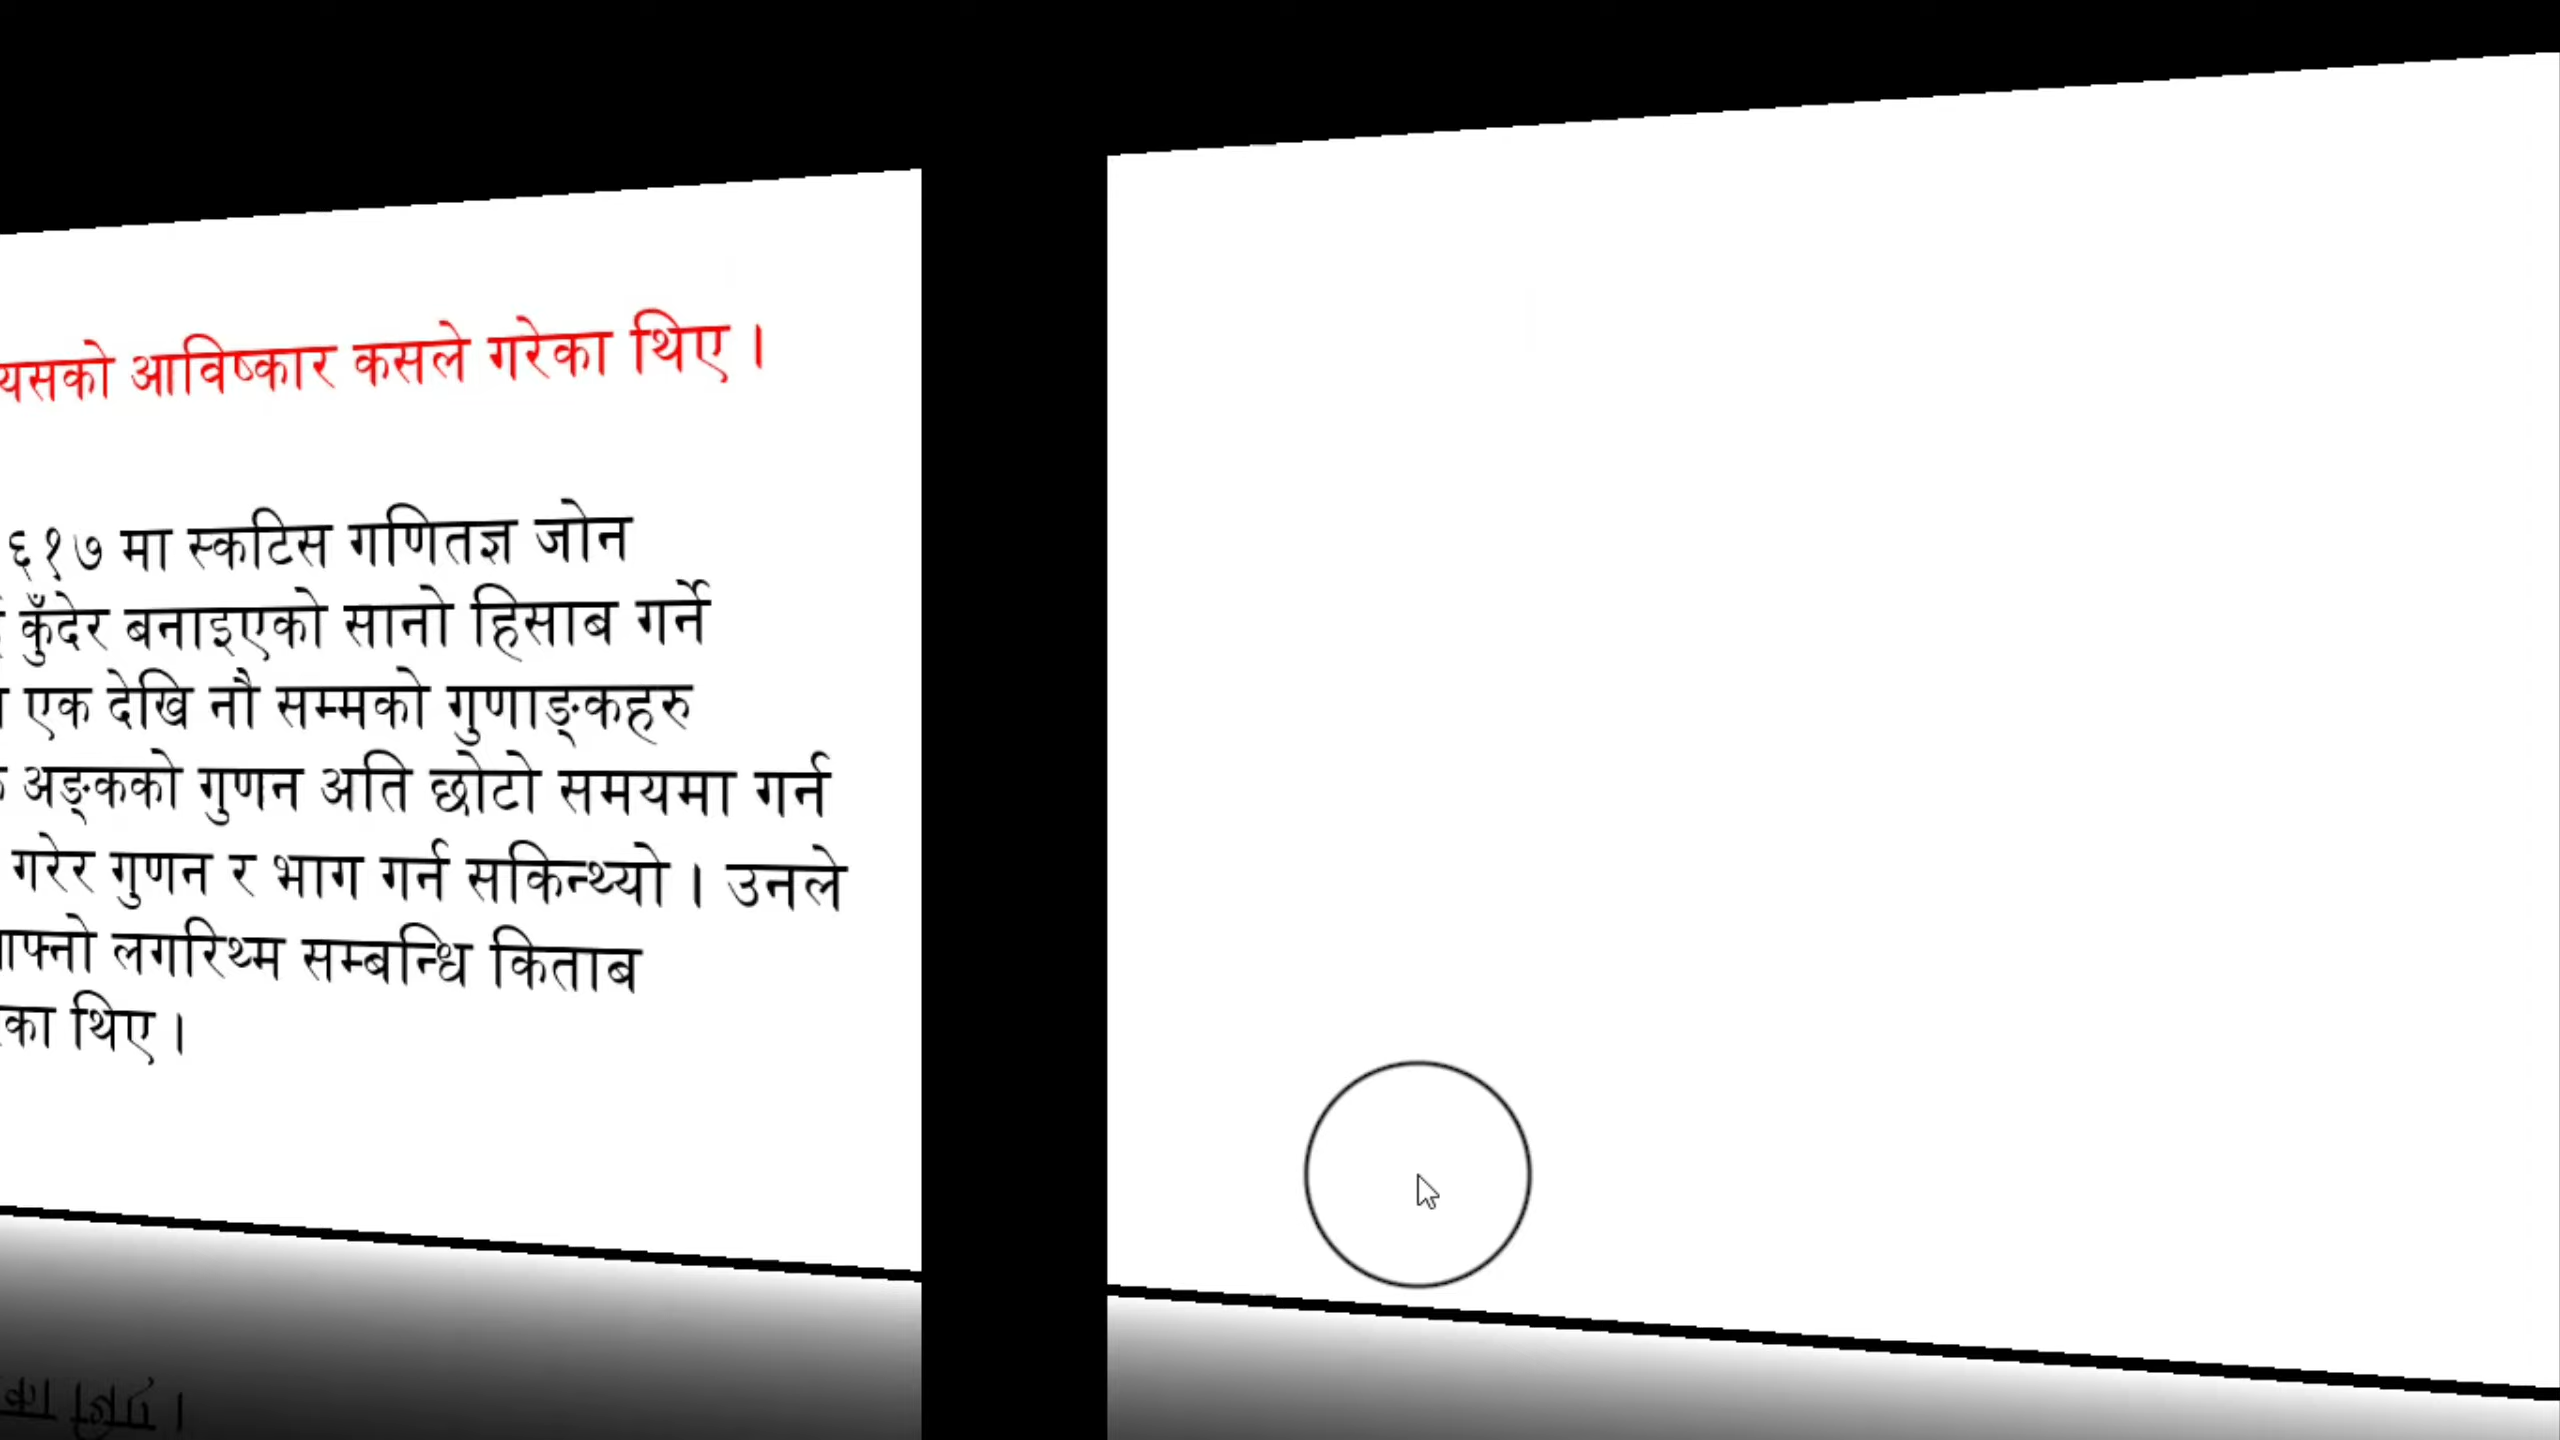 यसको आविष्कार कसले गरेका थिए ।
६१७ मा स्कटिस गणितज्ञ जोन
कुँदेर बनाइएको सानो हिसाब गर्ने
एक देखि नौ सम्मको गुणाङ्कहरु
अङ्कको गुणन अति छोटो समयमा गर्न
गरेर गुणन र भाग गर्न सकिन्थ्यो । उनले
लगरिथ्म सम्बन्धि किताब
थिए ।